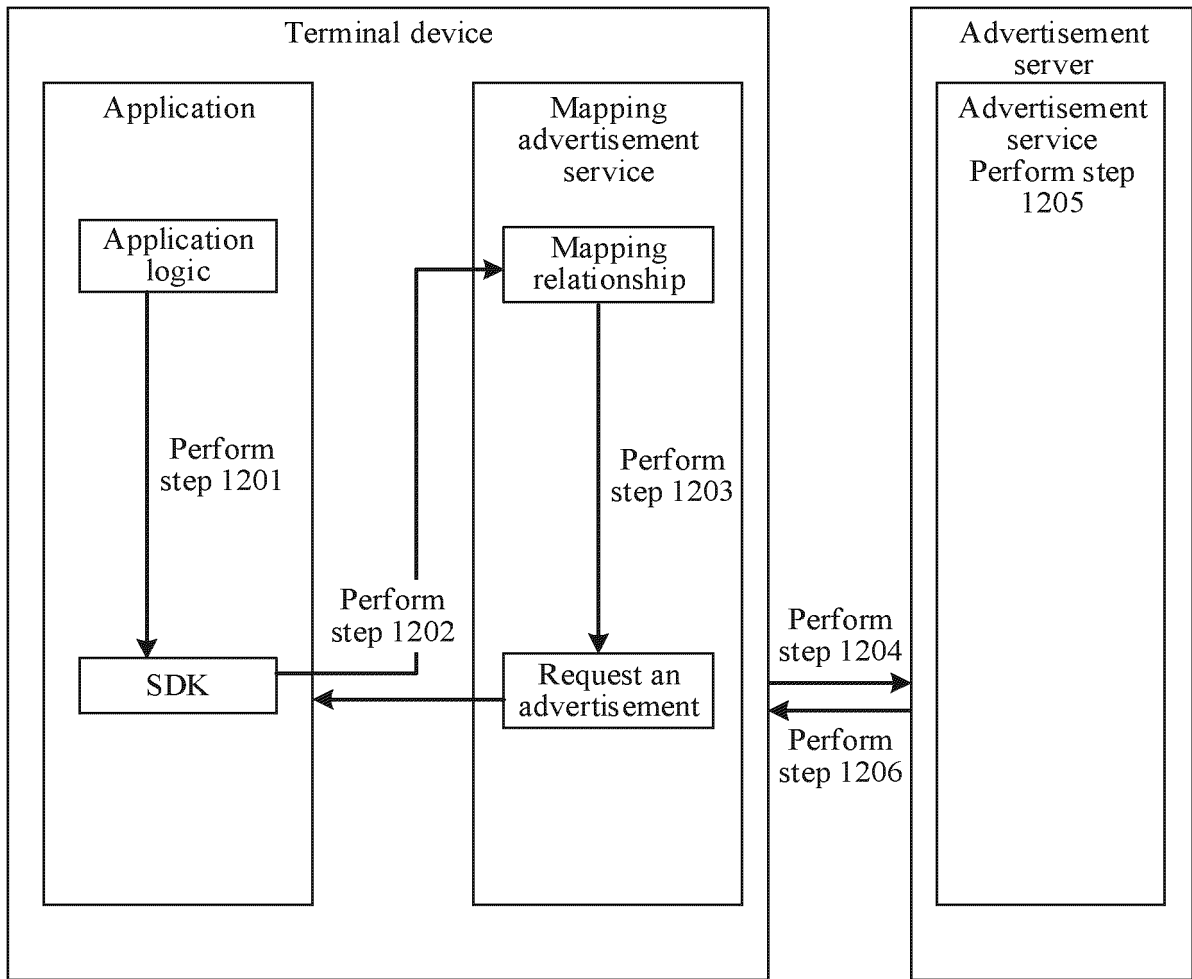 Terminal device
Application
Application
logic
Perform
step 1201
SDK
Perform
step 1202
Mapping
advertisement
service
Mapping
relationship
Perform
step 1203
Request an
advertisement
Perform
step 1204
Perform
step 1206
Advertisement
server
Advertisement
service
Perform step
1205